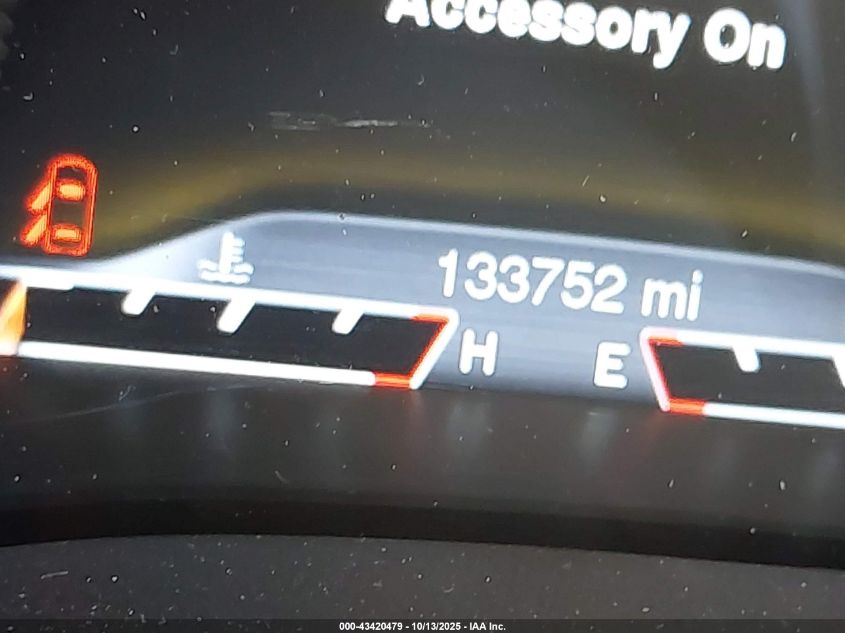 Accessory On
133752 mi
H
E
000-43420479 - 10/13/2025 - IAA Inc.